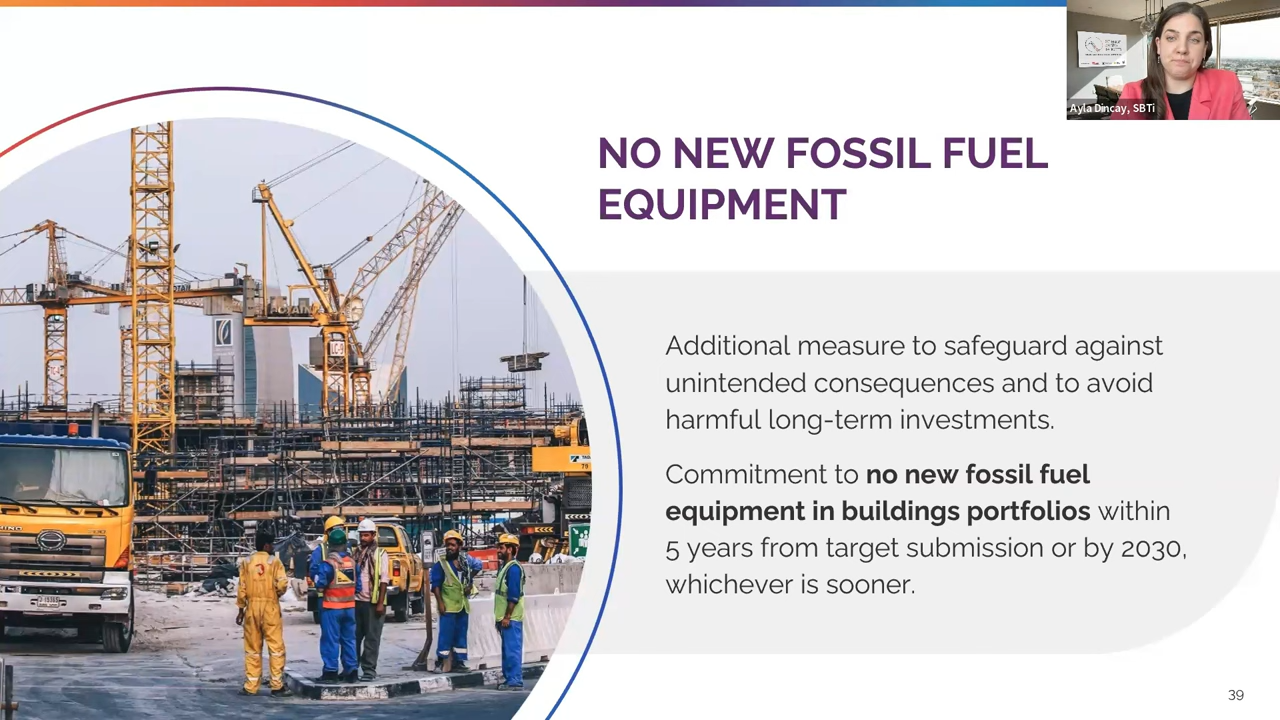 Ayla Dincay, SBTi
NO NEW FOSSIL FUEL
EQUIPMENT
Additional measure to safeguard against
unintended consequences and to avoid
harmful long-term investments.
Commitment to no new fossil fuel
equipment in buildings portfolios within
5 years from target submission or by 2030,
whichever is sooner.
39